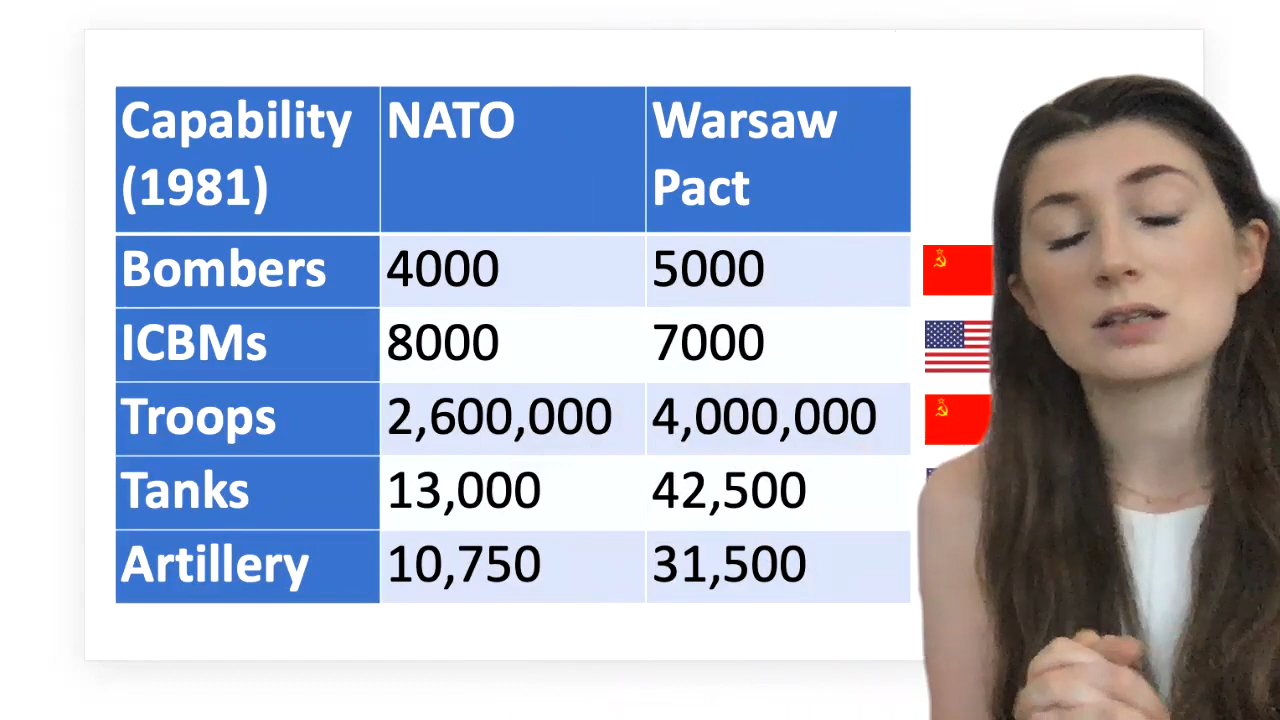 Capability NATO Warsaw
(1981) Pact
Bombers 4000 5000
ICBMs 8000 7000
Troops 2,600,000 4,000,000
Tanks 13,000 42,500
Artillery 10,750 31,500